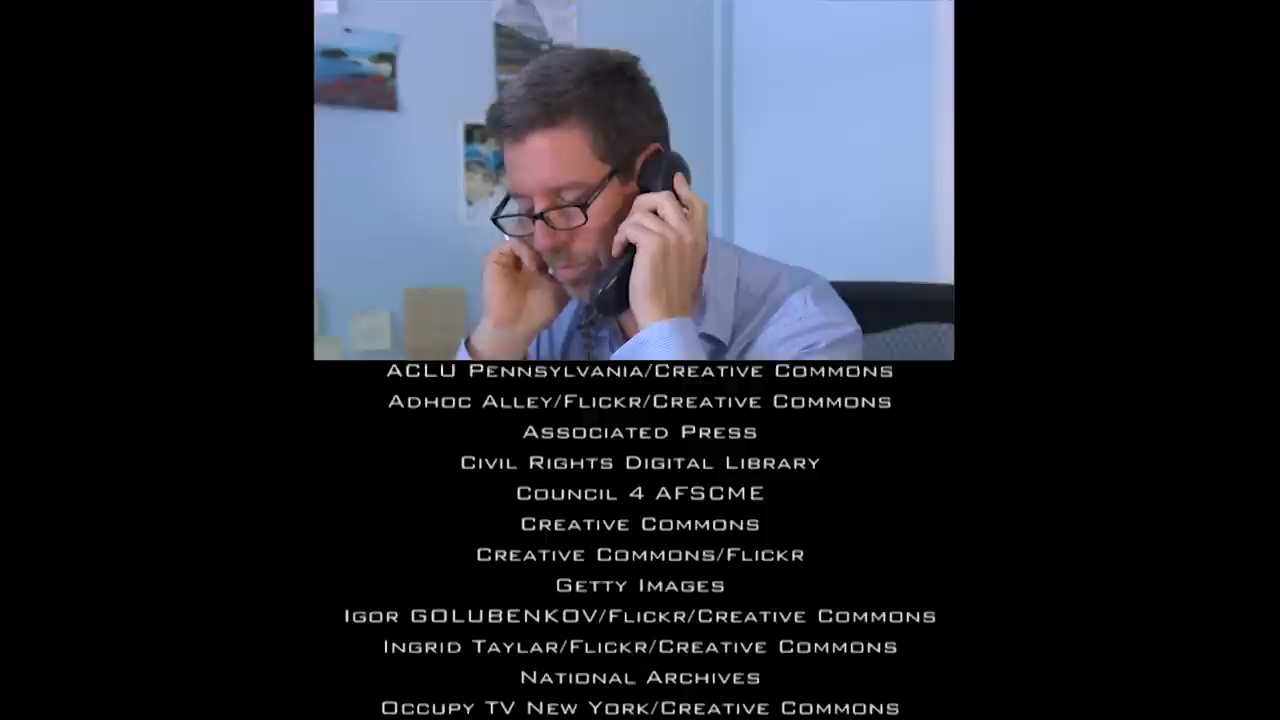 ACLU Pennsylvania/Creative Commons
Adhoc Alley/Flickr/Creative Commons
Associated Press
Civil Rights Digital Library
Council 4 AFSCME
Creative Commons
Creative Commons/Flickr
Getty Images
Igor GOLUBENKOV/Flickr/Creative Commons
Ingrid Taylar/Flickr/Creative Commons
National Archives
Occupy TV New York/Creative Commons